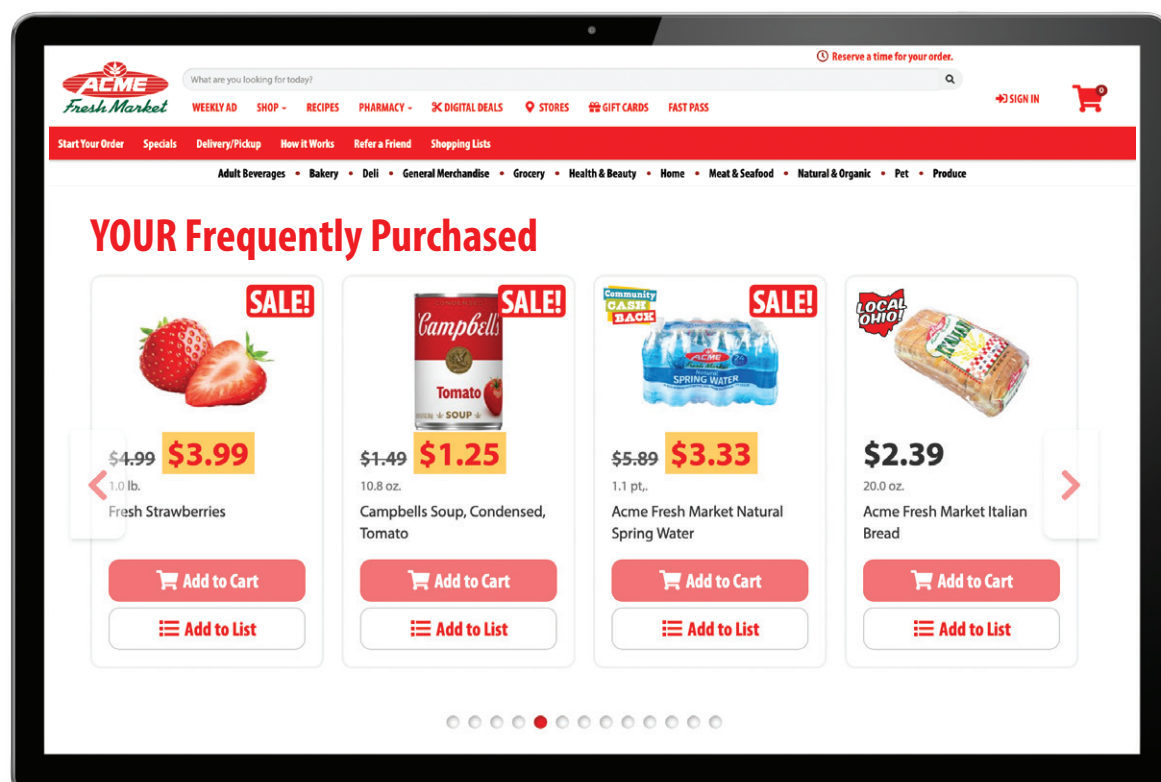 Reserve a time for your order.
ACME
Fresh Market
What are you looking for today?
WEEKLY AD SHOP RECIPES PHARMACY DIGITAL DEALS STORES GIFT CARDS FAST PASS
SIGN IN
0
Start Your Order Specials Delivery/Pickup How it Works Refer a Friend Shopping Lists
Adult Beverages • Bakery • Deli • General Merchandise • Grocery • Health & Beauty • Home • Meat & Seafood • Natural & Organic • Pet • Produce
YOUR Frequently Purchased
SALE!
$4.99 $3.99
1.0 lb.
Fresh Strawberries
Add to Cart
Add to List
SALE!
CONDENSED
Campbell's
Tomato
SOUP
$1.49 $1.25
10.8 oz.
Campbells Soup, Condensed,
Tomato
Add to Cart
Add to List
Community
CASH
BACK
SALE!
ACME
Fresh Market
SPRING WATER
$5.89 $3.33
1.1 pt,.
Acme Fresh Market Natural
Spring Water
Add to Cart
Add to List
LOCAL
OHIO!
ITALIAN
$2.39
20.0 oz.
Acme Fresh Market Italian
Bread
Add to Cart
Add to List